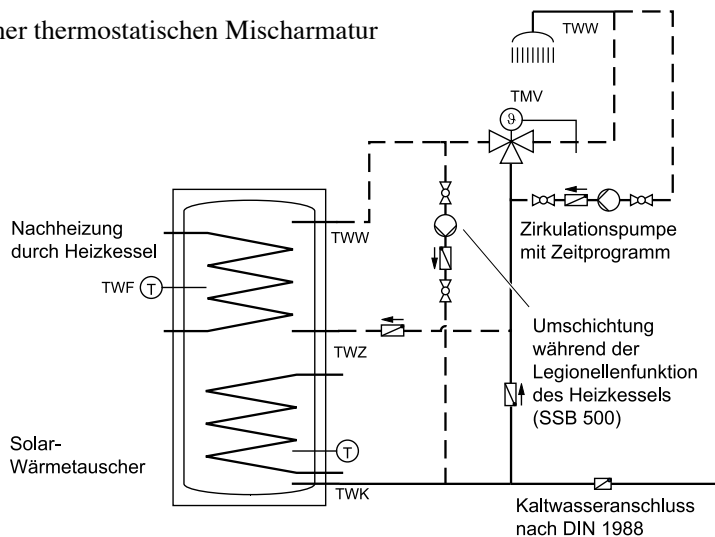 ner thermostatischen Mischarmatur
TWW
TMV
ϑ
Nachheizung
durch Heizkessel
TWW
Zirkulationspumpe
mit Zeitprogramm
TWF
T
TWZ
Umschichtung
während der
Legionellenfunktion
des Heizkessels
(SSB 500)
Solar-
Wärmetauscher
T
TWK
Kaltwasseranschluss
nach DIN 1988